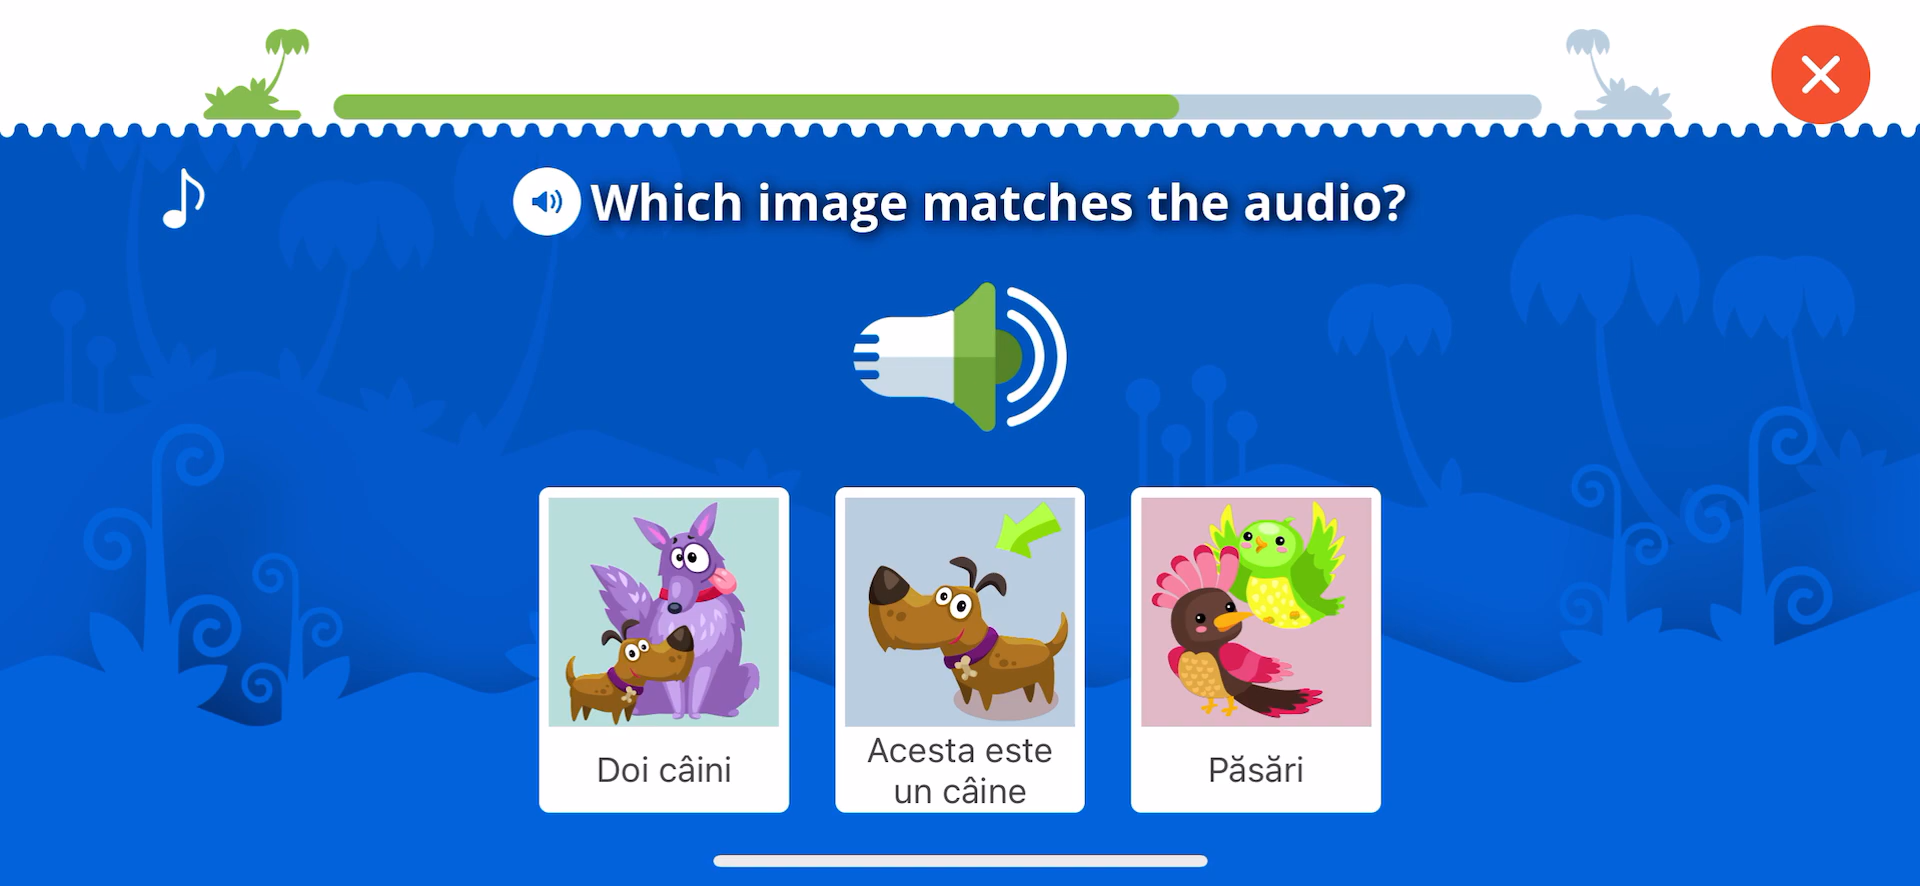 Which image matches the audio?
Doi câini
Acesta este
un câine
Păsări